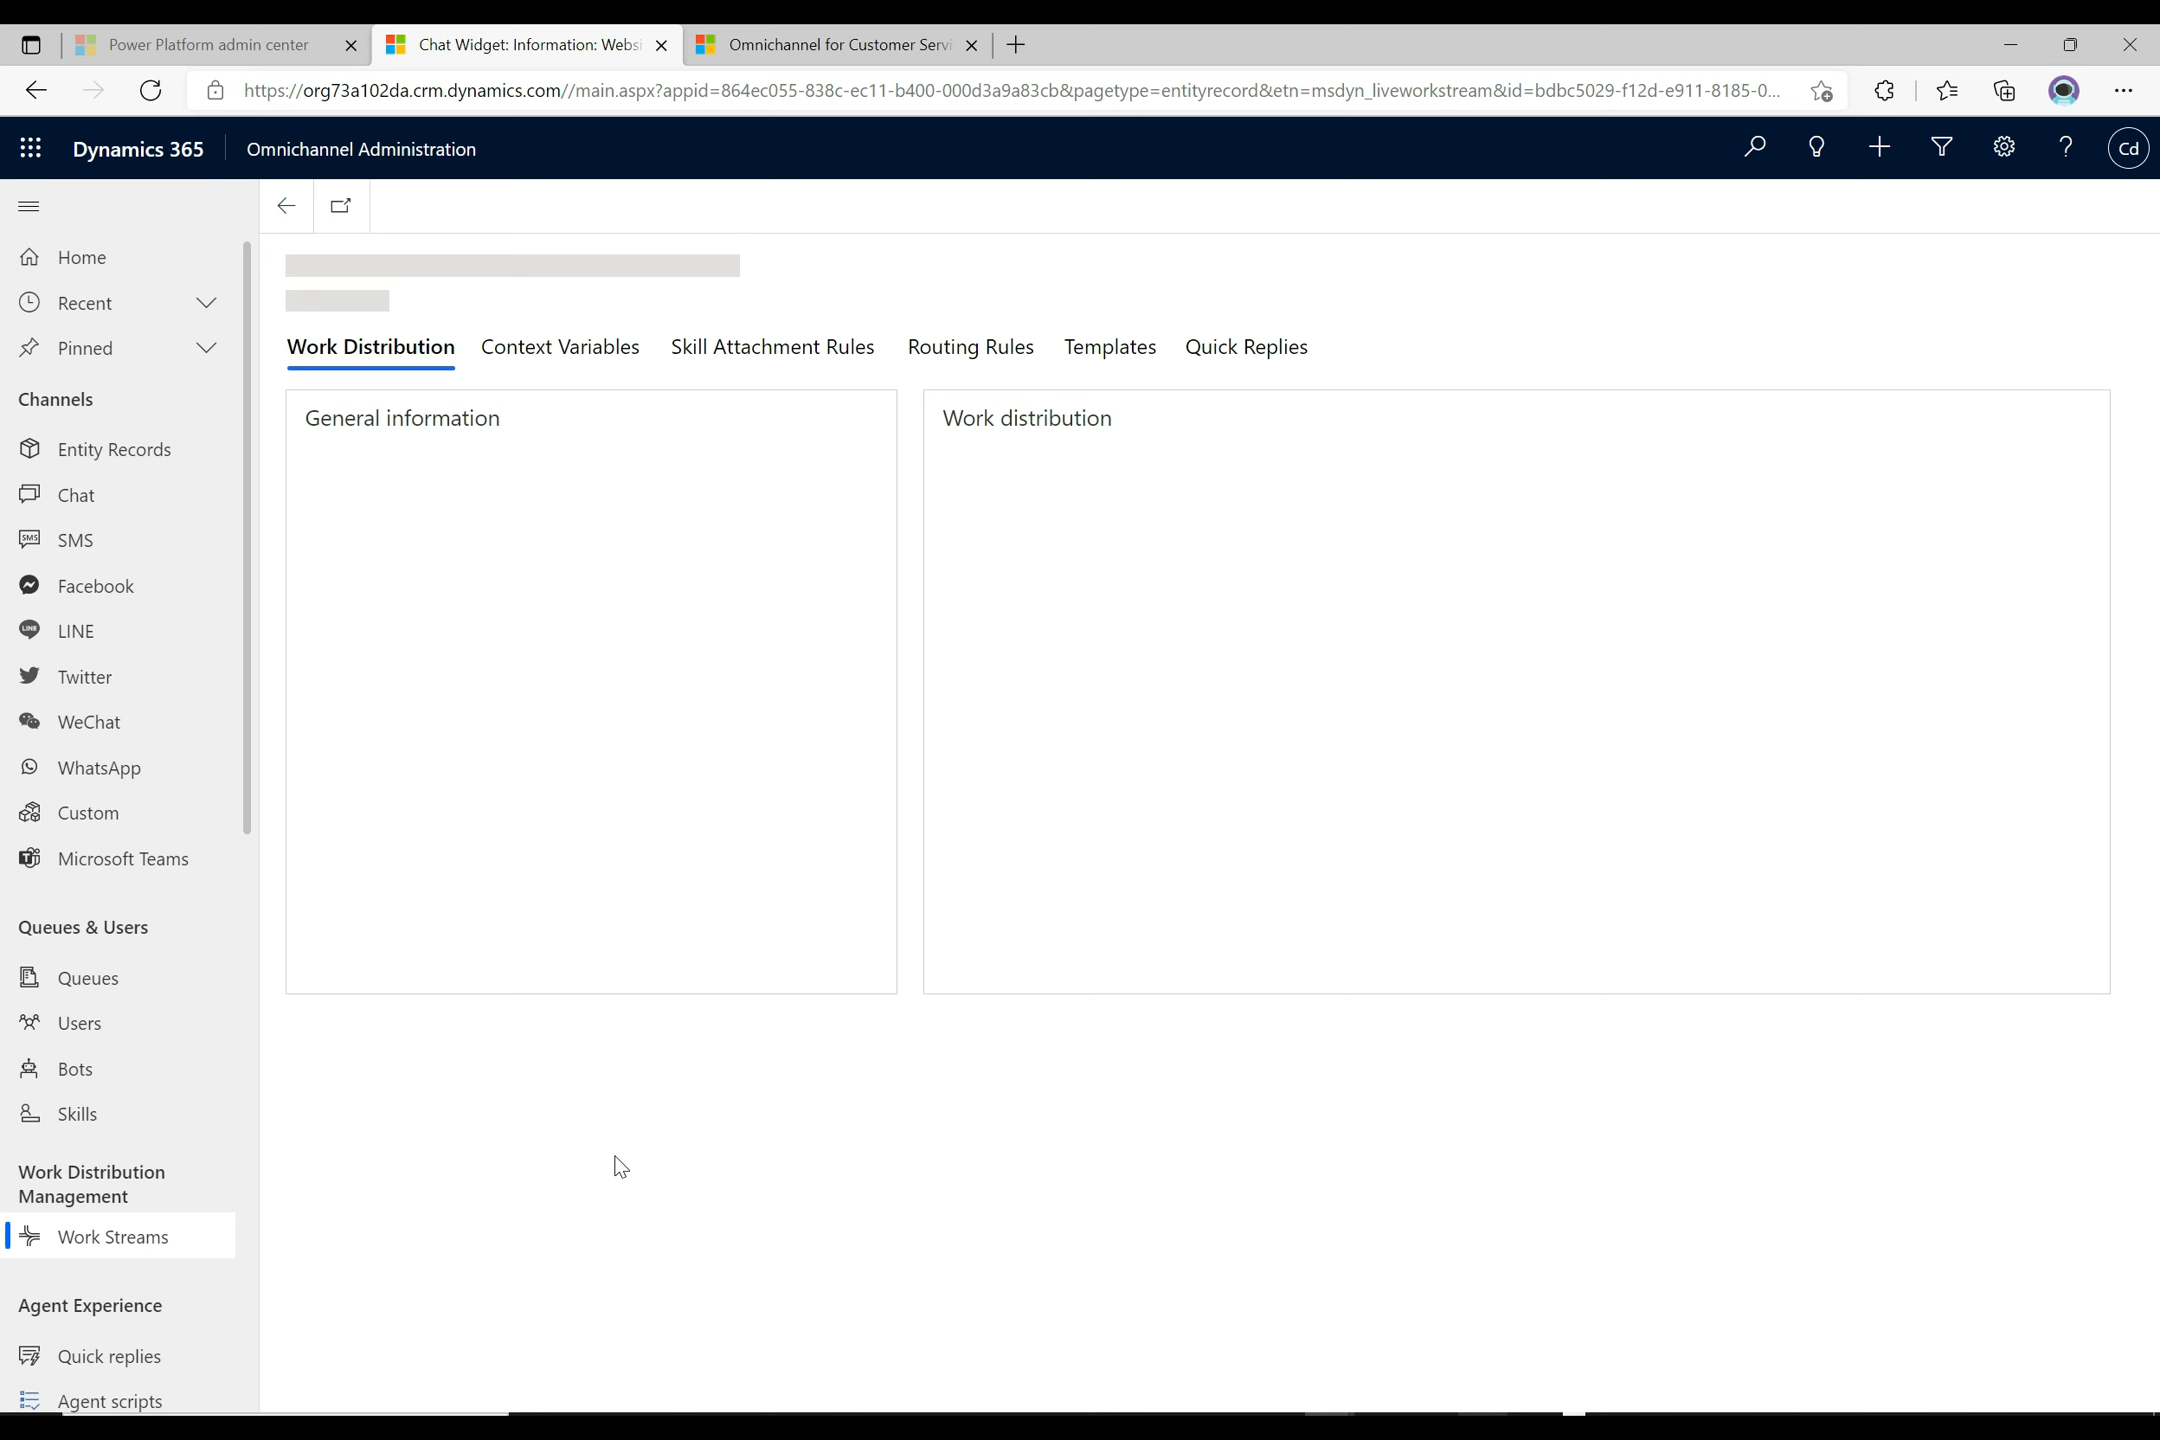 Power Platform admin center
Chat Widget: Information: Websi
Omnichannel for Customer Servi
https://org73a102da.crm.dynamics.com//main.aspx?appid=864ec055-838c-ec11-b400-000d3a9a83cb&pagetype=entityrecord&etn=msdyn_liveworkstream&id=bdbc5029-f12d-e911-8185-0...
Dynamics 365
Omnichannel Administration
Cd
Home
Recent
Pinned
Channels
Entity Records
Chat
SMS
SMS
Facebook
LINE
LINE
Twitter
WeChat
WhatsApp
Custom
Microsoft Teams
Queues & Users
Queues
Users
Bots
Skills
Work Distribution
Management
Work Streams
Agent Experience
Quick replies
Agent scripts
Work Distribution
Context Variables
Skill Attachment Rules
Routing Rules
Templates
Quick Replies
General information
Work distribution